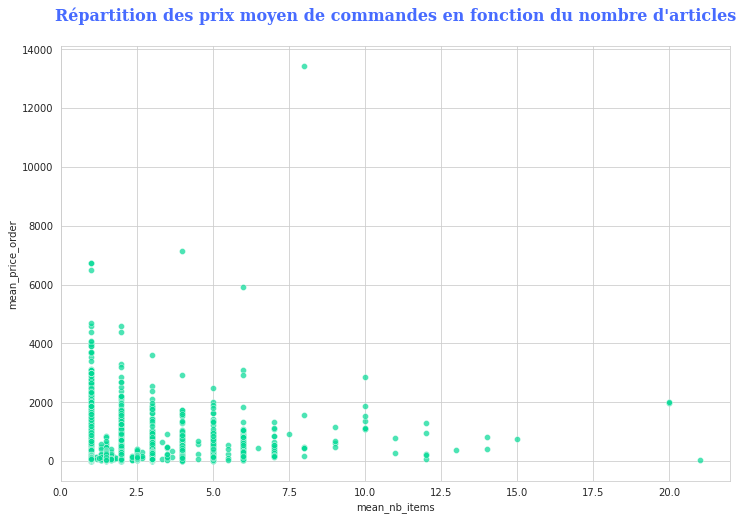 Répartition des prix moyen de commandes en fonction du nombre d'articles
14000
12000
10000
8000
6000
4000
2000
0
mean_price_order
0.0 2.5 5.0 7.5 10.0 12.5 15.0 17.5 20.0
mean_nb_items